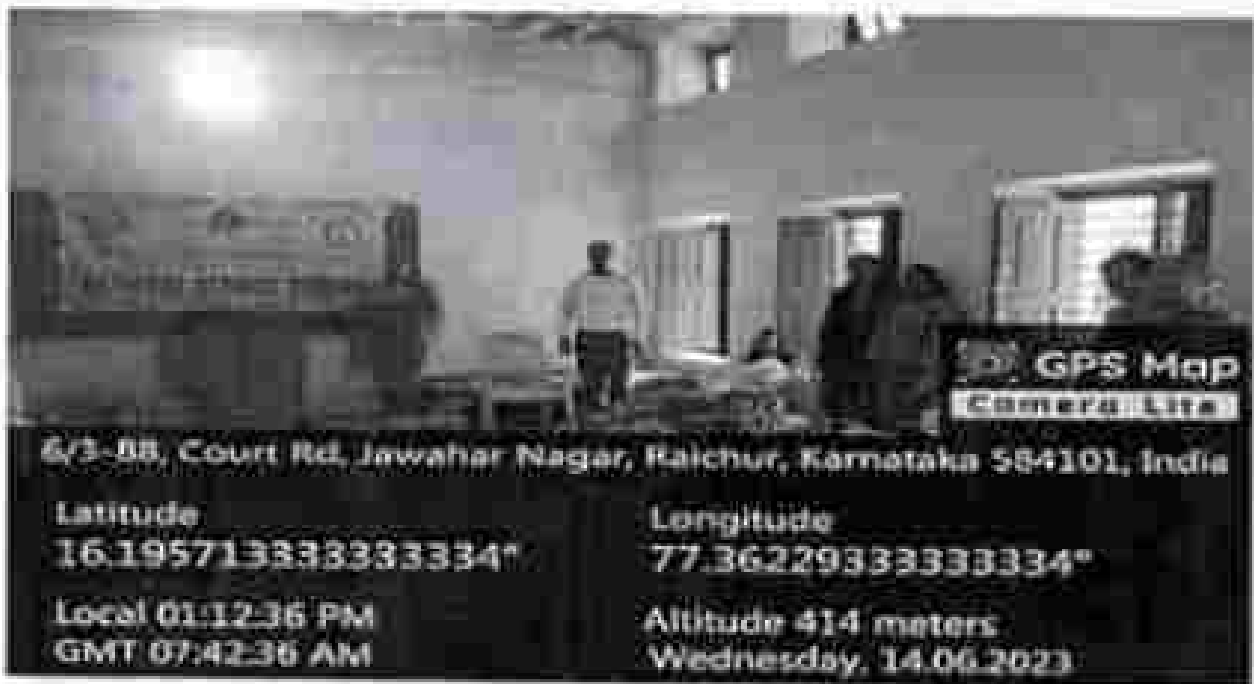 GPS Map
Camera Lite
6/3-88, Court Rd, Jawahar Nagar, Raichur, Karnataka 584101, India
Latitude
16.195713333333334°
Longitude
77.36229333333334°
Local 01:12:36 PM
GMT 07:42:36 AM
Altitude 414 meters
Wednesday, 14.06.2023